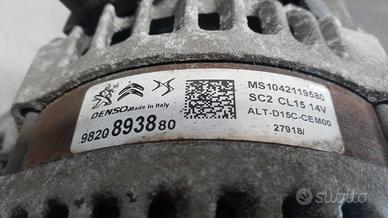 DENSO Made in Italy
9820893880
MS1042119580
SC2 CL15 14V
ALT-D15C-CEM00
27918/
subito